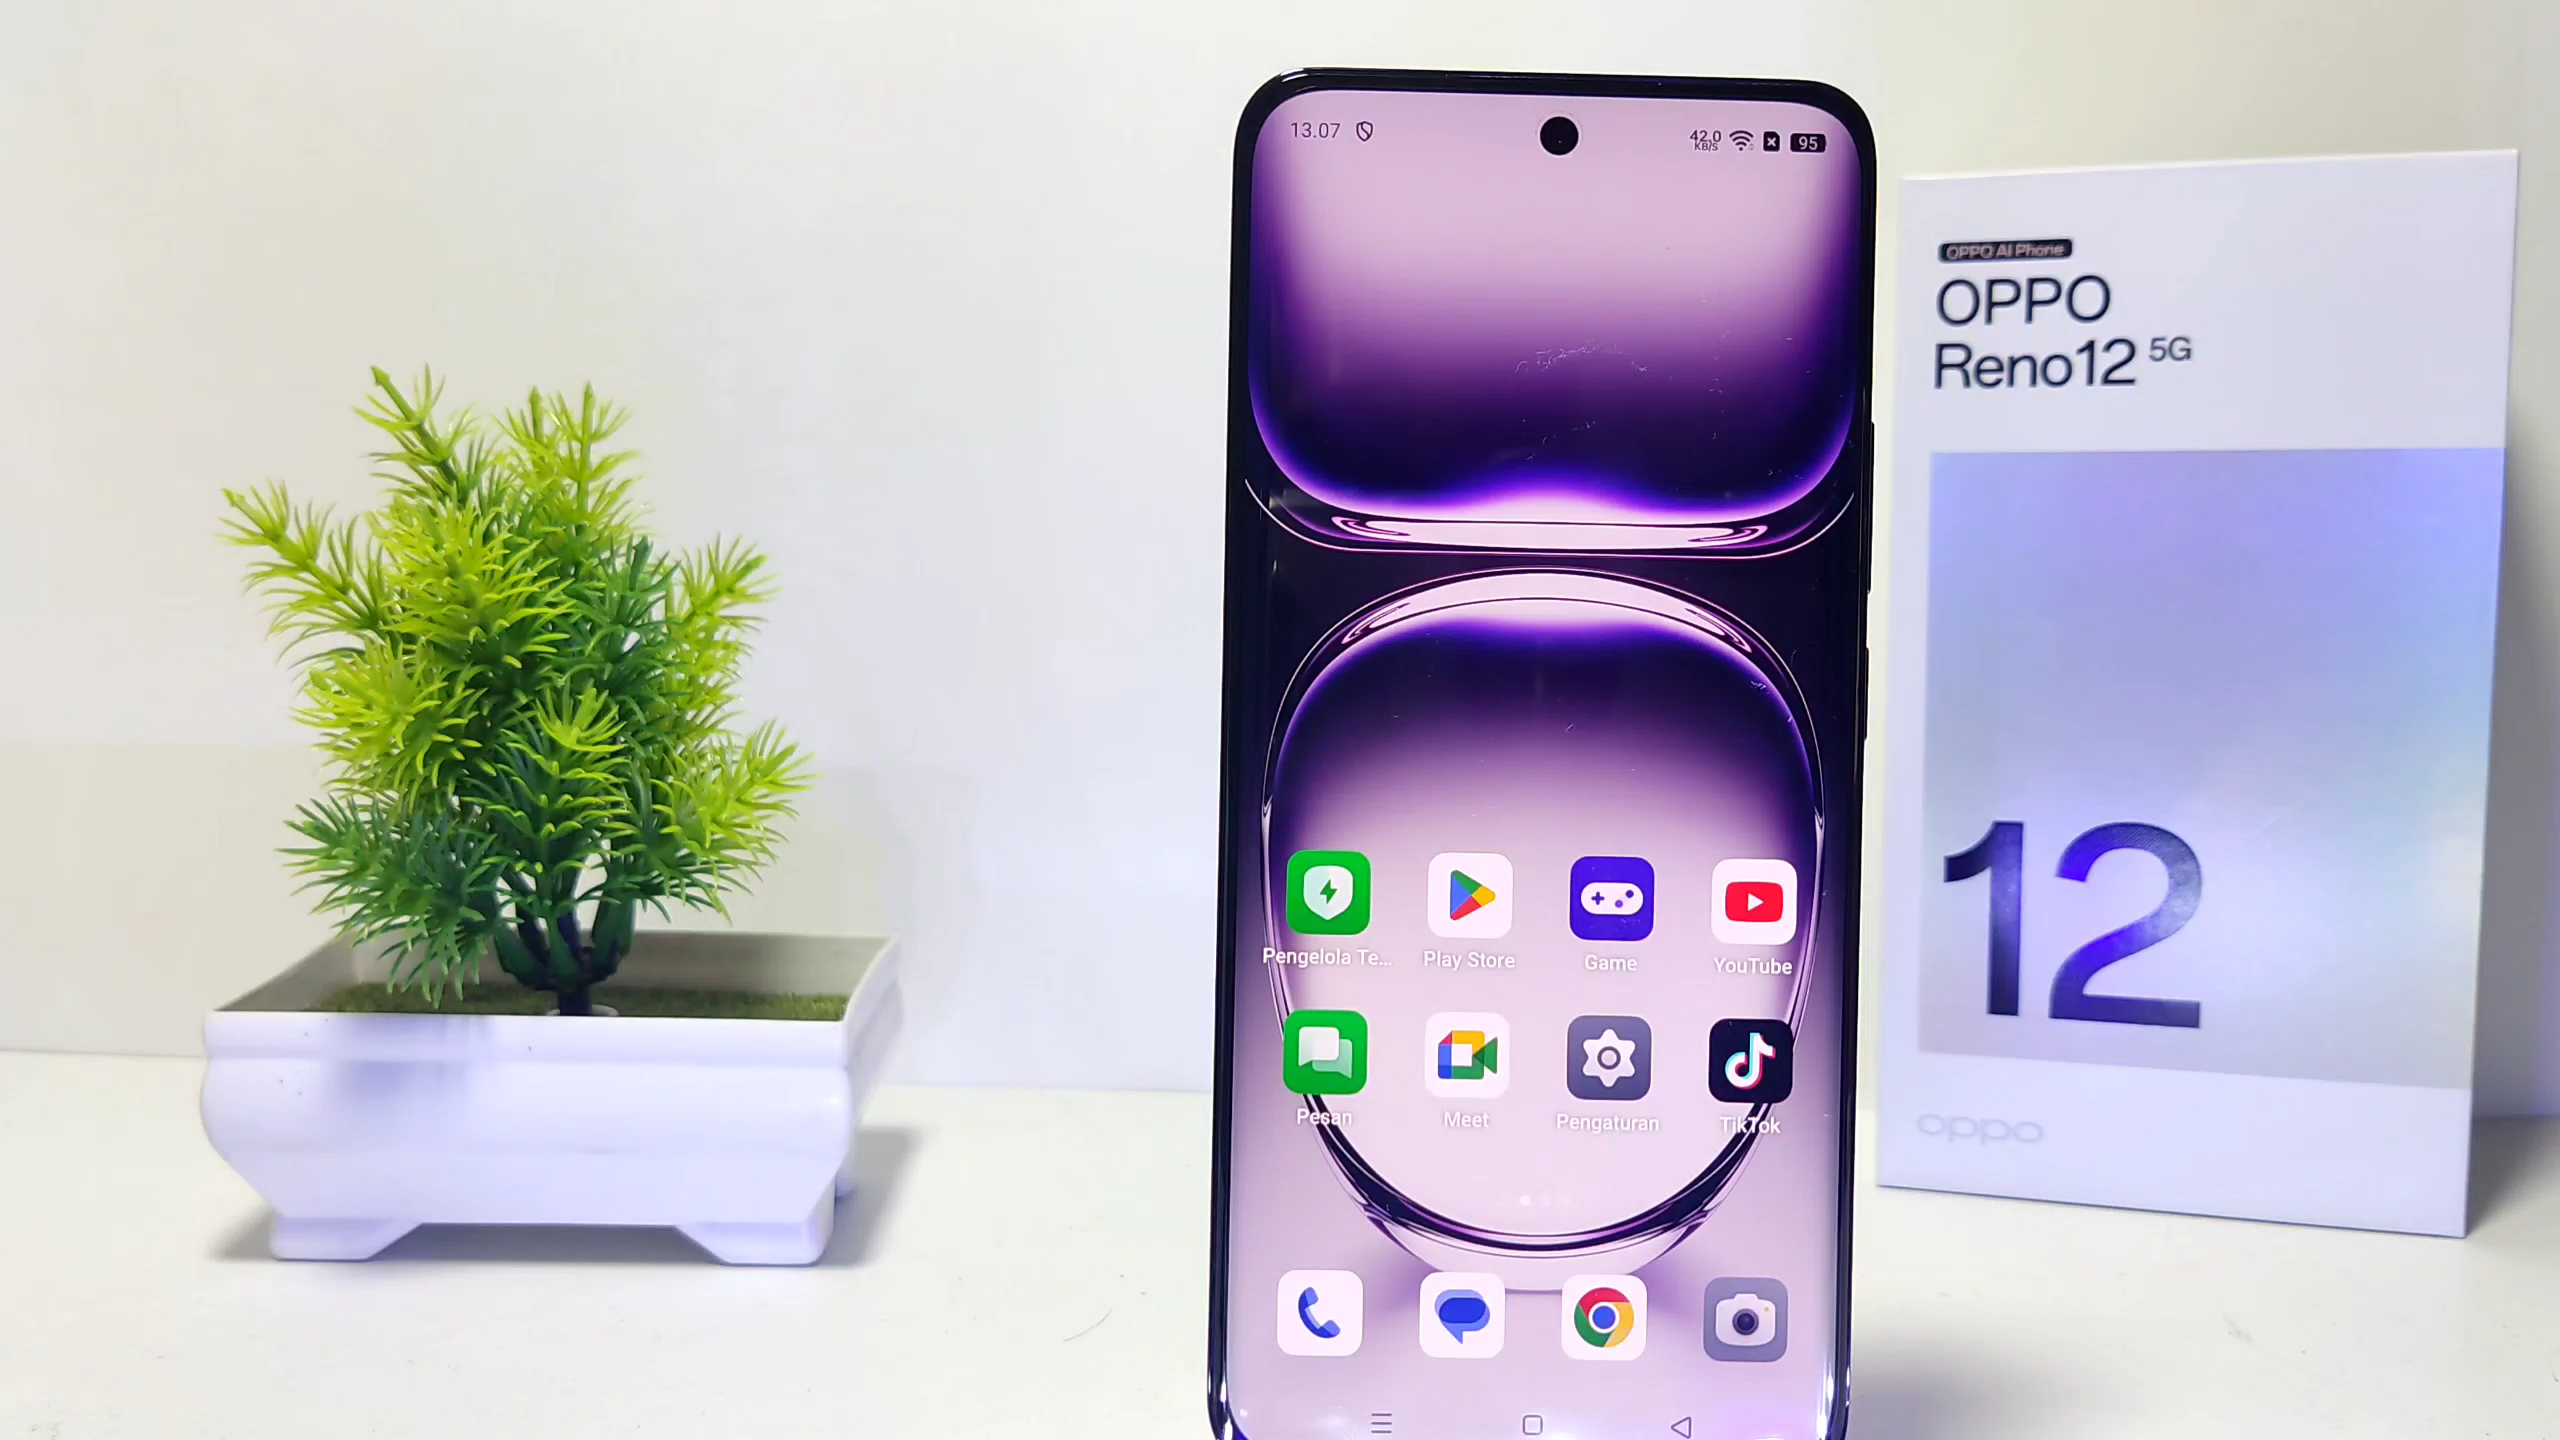 13.07
42.0
KB/S
95
Pengelola Te...
Play Store
Game
YouTube
Pesan
Meet
Pengaturan
TikTok
OPPO AI Phone
OPPO
Reno12 5G
12
oppo